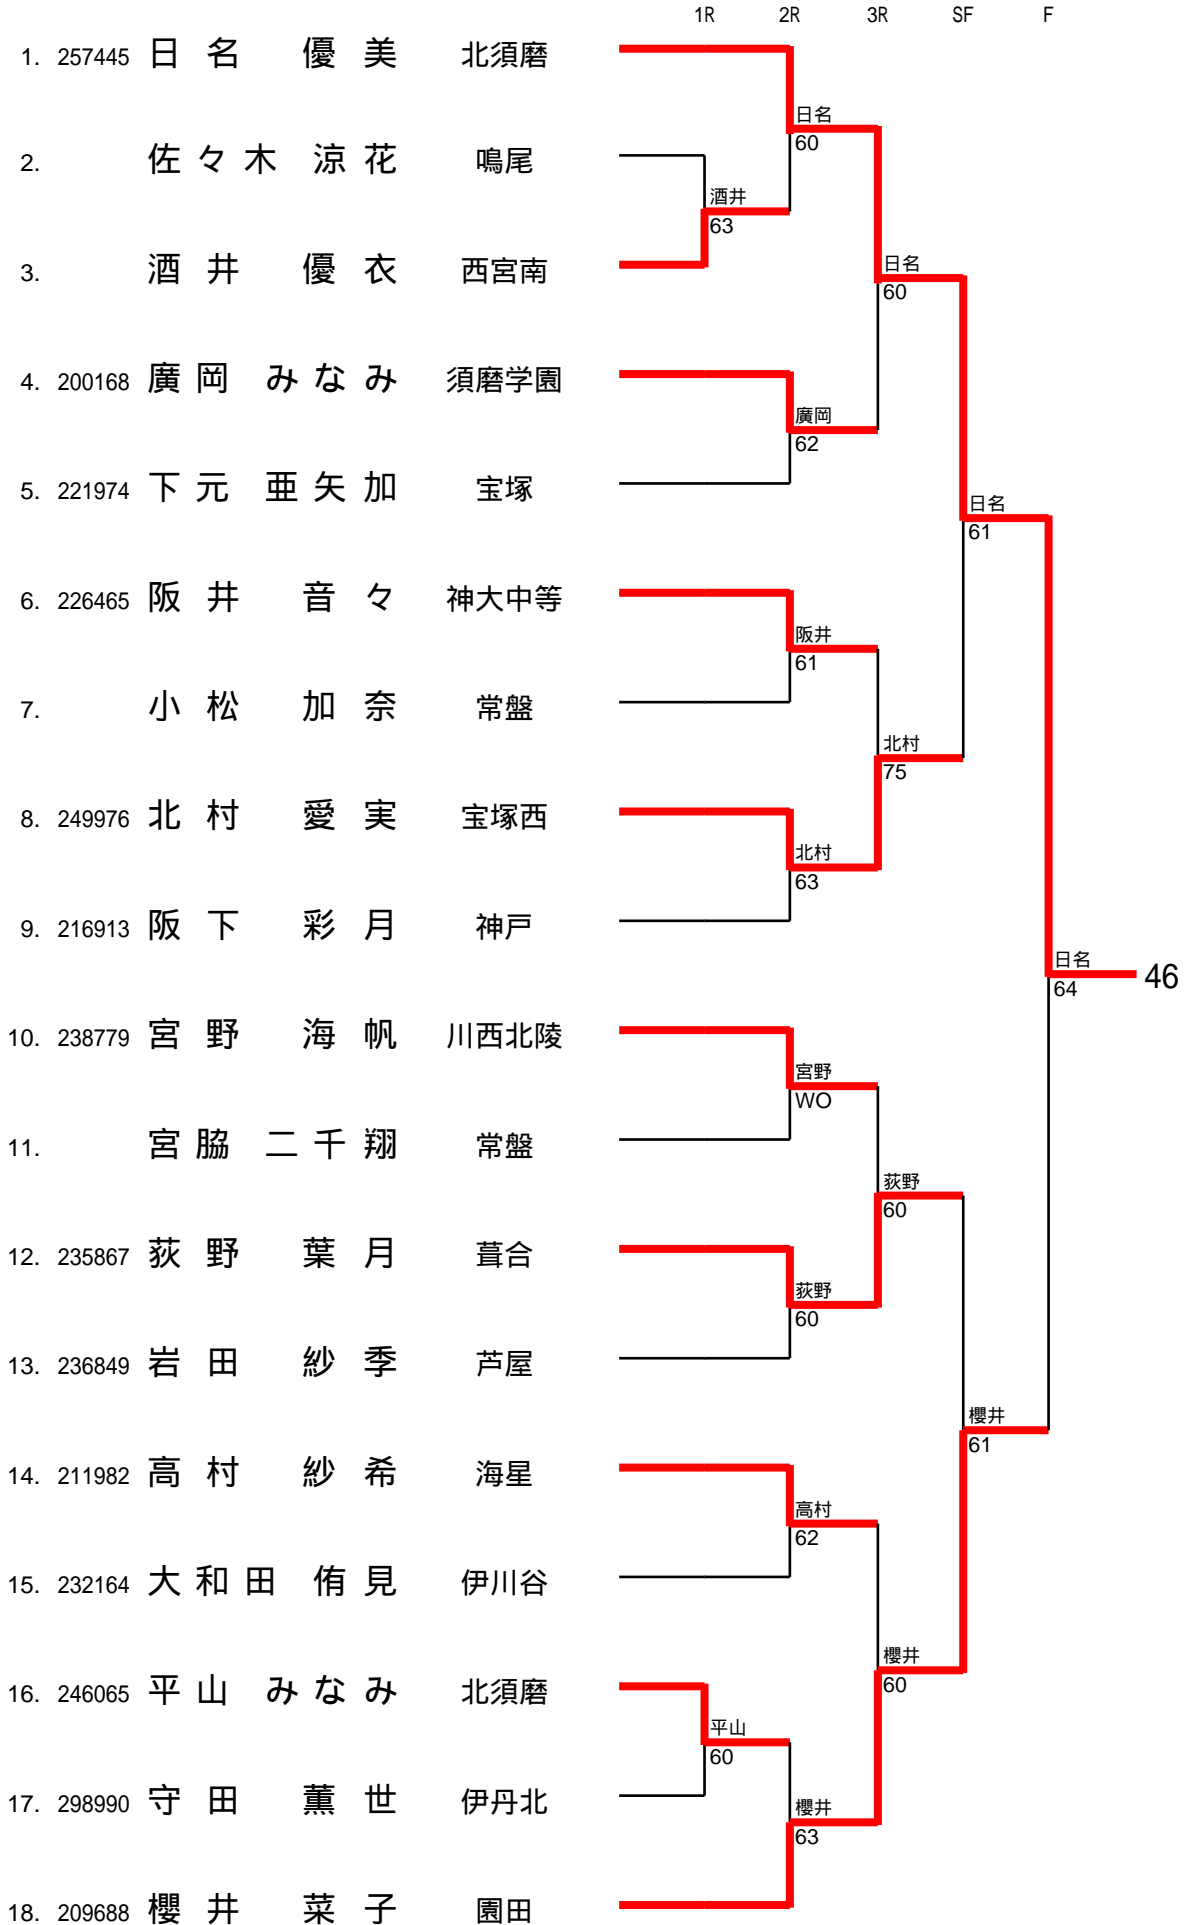 1R 2R 3R SF F
1. 257445 日名 優美 北須磨
日名
60
2. 佐々木 涼花 鳴尾
酒井
63
3. 酒井 優衣 西宮南
日名
60
4. 200168 廣岡 みなみ 須磨学園
廣岡
62
5. 221974 下元 亜矢加 宝塚
日名
61
6. 226465 阪井 音々 神大中等
阪井
61
7. 小松 加奈 常盤
北村
75
8. 249976 北村 愛実 宝塚西
北村
63
9. 216913 阪下 彩月 神戸
日名
64
46
10. 238779 宮野 海帆 川西北陵
宮野
WO
11. 宮脇 二千翔 常盤
荻野
60
12. 235867 荻野 葉月 葺合
荻野
60
13. 236849 岩田 紗季 芦屋
櫻井
61
14. 211982 高村 紗希 海星
高村
62
15. 232164 大和田 侑見 伊川谷
櫻井
60
16. 246065 平山 みなみ 北須磨
平山
60
17. 298990 守田 薫世 伊丹北
櫻井
63
18. 209688 櫻井 菜子 園田